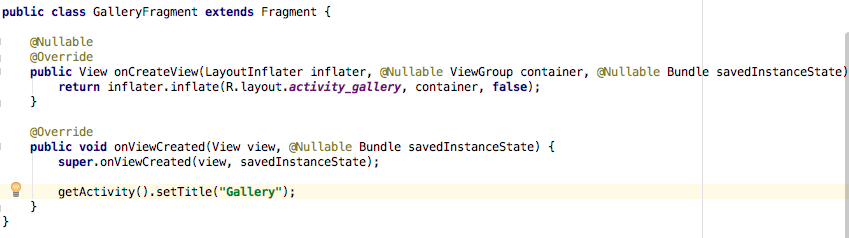 public class GalleryFragment extends Fragment {
@Nullable
@Override
public View onCreateView(LayoutInflater inflater, @Nullable ViewGroup container, @Nullable Bundle savedInstanceState)
return inflater.inflate(R.layout.activity_gallery, container, false);
}
@Override
public void onViewCreated(View view, @Nullable Bundle savedInstanceState) {
super.onViewCreated(view, savedInstanceState);
getActivity().setTitle("Gallery");
}
}